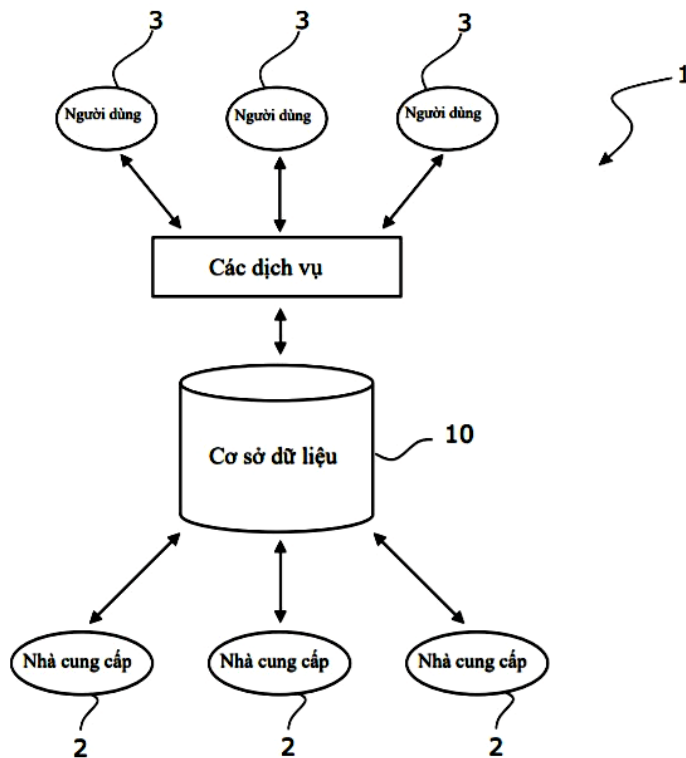 3 3 3
1
Người dùng Người dùng Người dùng
Các dịch vụ
10
Cơ sở dữ liệu
Nhà cung cấp Nhà cung cấp Nhà cung cấp
2 2 2